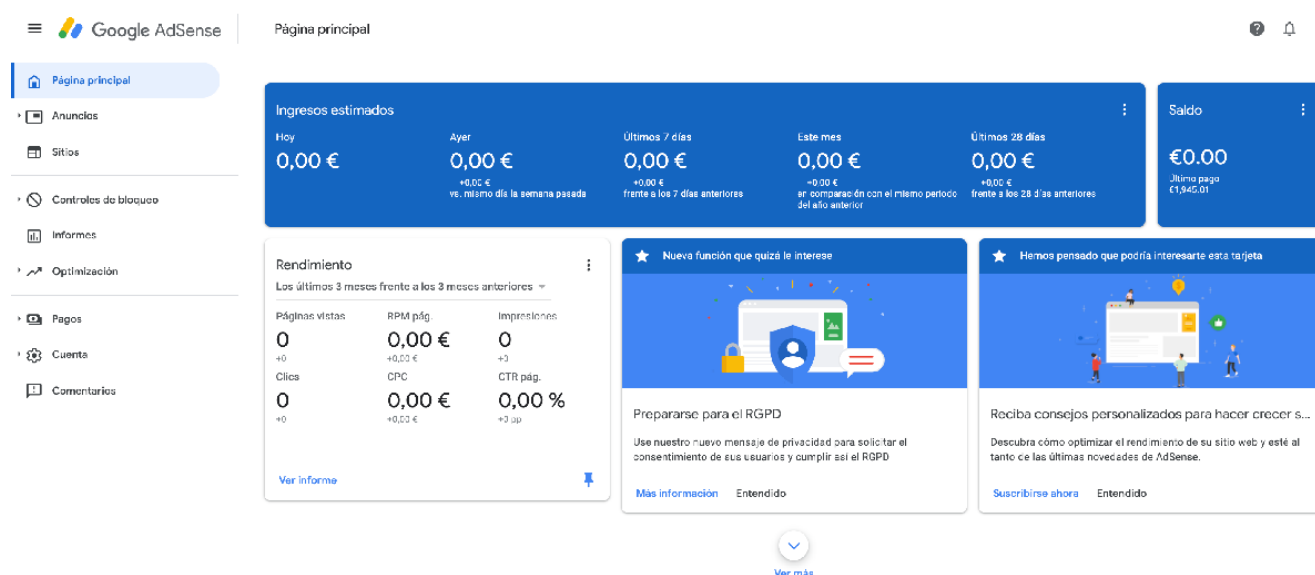 Google AdSense
Página principal
Página principal
Anuncios
Sitios
Controles de bloqueo
Informes
Optimización
Pagos
Cuenta
Comentarios
Ingresos estimados
Hoy
0,00 €
Ayer
0,00 €
+0,00 €
vs. mismo día la semana pasada
Últimos 7 días
0,00 €
+0,00 €
frente a los 7 días anteriores
Este mes
0,00 €
+0,00 €
en comparación con el mismo periodo
del año anterior
Últimos 28 días
0,00 €
+0,00 €
frente a los 28 días anteriores
Saldo
€0.00
Último pago
€1,945.01
Rendimiento
Los últimos 3 meses frente a los 3 meses anteriores
Páginas vistas
0
+0
RPM pág.
0,00 €
+0,00 €
Impresiones
0
+0
Clics
0
+0
CPC
0,00 €
+0,00 €
CTR pág.
0,00 %
+0 pp
Ver informe
Nueva función que quizá le interese
Prepararse para el RGPD
Use nuestro nuevo mensaje de privacidad para solicitar el
consentimiento de sus usuarios y cumplir así el RGPD
Más información Entendido
Hemos pensado que podría interesarte esta tarjeta
Reciba consejos personalizados para hacer crecer s...
Descubra cómo optimizar el rendimiento de su sitio web y esté al
tanto de las últimas novedades de AdSense.
Suscribirse ahora Entendido
Ver más